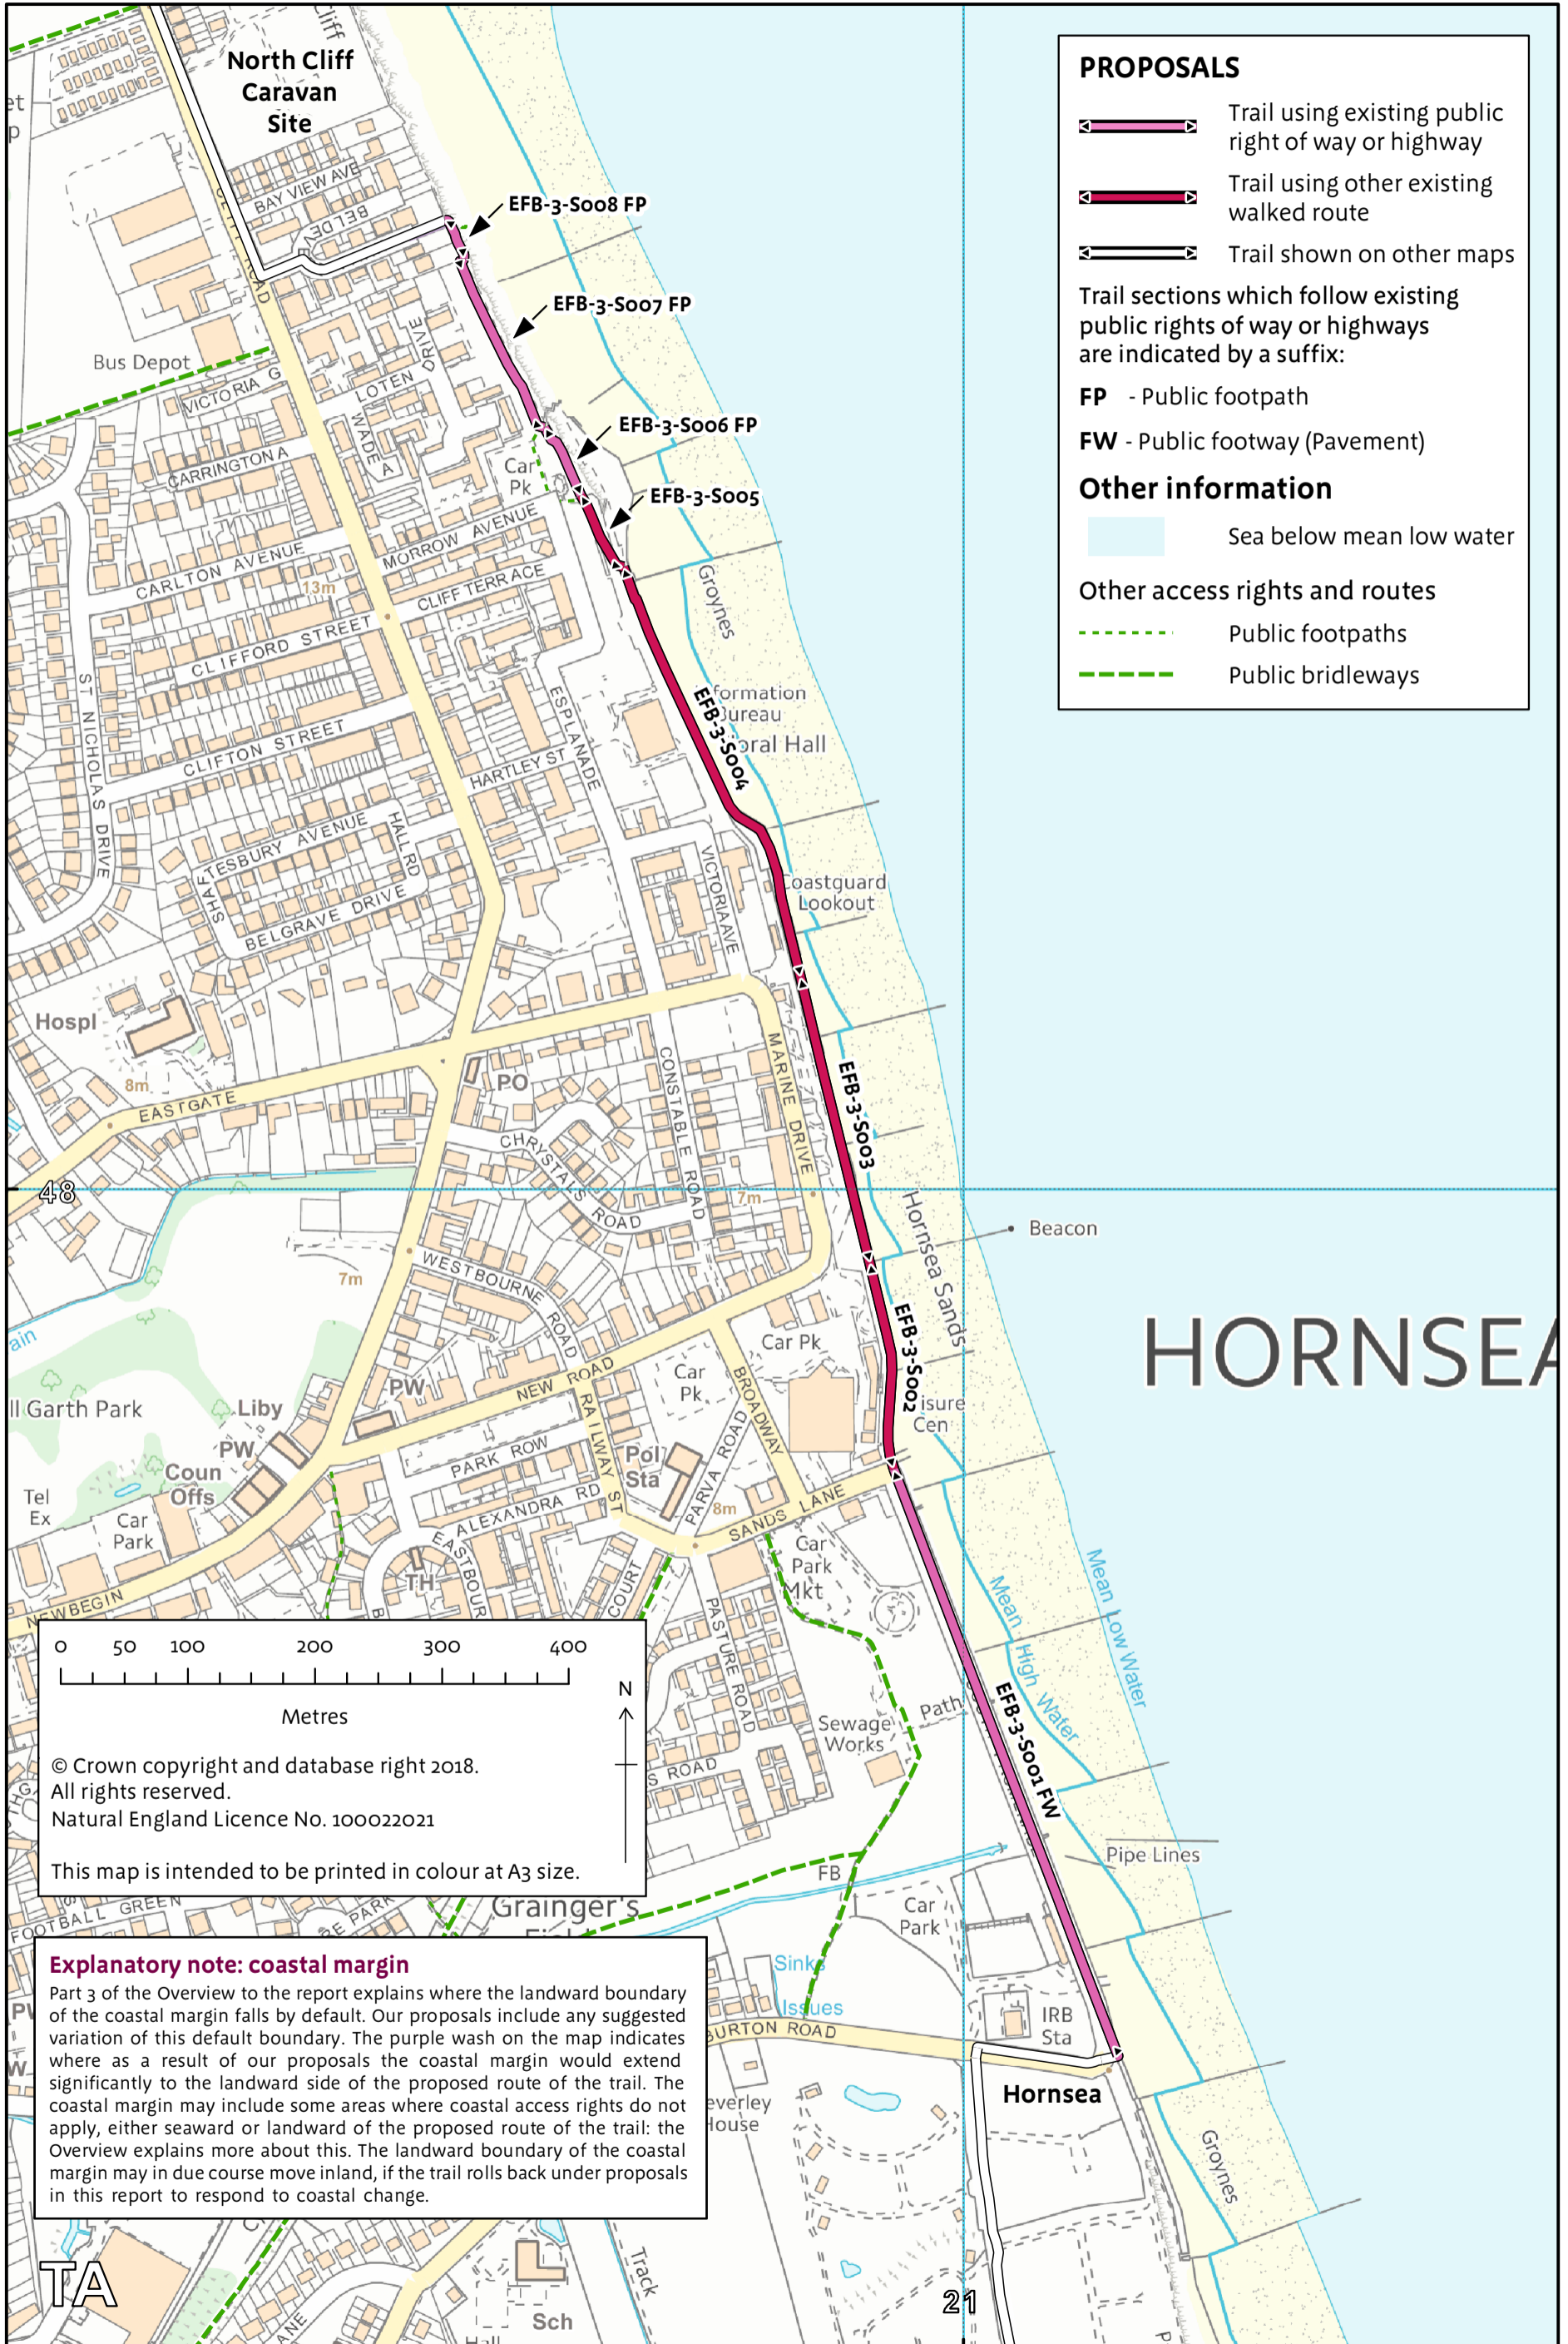 North Cliff
Caravan
Site
Cliff
PROPOSALS
Trail using existing public
right of way or highway
Trail using other existing
walked route
Trail shown on other maps
Trail sections which follow existing
public rights of way or highways
are indicated by a suffix:
FP - Public footpath
FW - Public footway (Pavement)
Other information
Sea below mean low water
Other access rights and routes
Public footpaths
Public bridleways
BAY VIEW AVE
EFB-3-S008 FP
EFB-3-S007 FP
Bus Depot
LOTEN
DRIVE
EFB-3-S006 FP
Car
Pk
EFB-3-S005
MORROW AVENUE
CARLTON AVENUE
13m
CLIFF TERRACE
Groynes
CLIFFORD STREET
ST NICHOLAS DRIVE
ESPLANADE
EFB-3-S004
CLIFTON STREET
HARTLEY ST
SHAFTESBURY AVENUE
HALL RD
BELGRAVE DRIVE
VICTORIA AVE
Coastguard
Lookout
Hospl
8m
EASTGATE
PO
CONSTABLE ROAD
MARINE DRIVE
EFB-3-S003
CHRYSTALS ROAD
48
7m
7m
Hornsea Sands
Beacon
WESTBOURNE ROAD
HORNSEA
EFB-3-S002
Car Pk
Car
Pk
BROADWAY
NEW ROAD
PW
ll Garth Park
Liby
PW
Coun
Offs
RAILWAY ST
PARK ROW
Pol
Sta
PARVA ROAD
isure
Cen
Tel
Ex
Car
Park
ALEXANDRA RD
8m
SANDS LANE
TH
NEWBEGIN
COURT
Car
Park
Mkt
Mean High Water
Mean Low Water
PASTURE ROAD
0 50 100 200 300 400
Metres
N
© Crown copyright and database right 2018.
All rights reserved.
Natural England Licence No. 100022021
This map is intended to be printed in colour at A3 size.
Path
Sewage
Works
EFB-3-S001 FW
S ROAD
Pipe Lines
FB
FOOTBALL GREEN
Grainger's
Car
Park
Explanatory note: coastal margin
Part 3 of the Overview to the report explains where the landward boundary
of the coastal margin falls by default. Our proposals include any suggested
variation of this default boundary. The purple wash on the map indicates
where as a result of our proposals the coastal margin would extend
significantly to the landward side of the proposed route of the trail. The
coastal margin may include some areas where coastal access rights do not
apply, either seaward or landward of the proposed route of the trail: the
Overview explains more about this. The landward boundary of the coastal
margin may in due course move inland, if the trail rolls back under proposals
in this report to respond to coastal change.
Sinks
Issues
BURTON ROAD
IRB
Sta
Hornsea
everley
House
Groynes
TA
Track
Sch
21